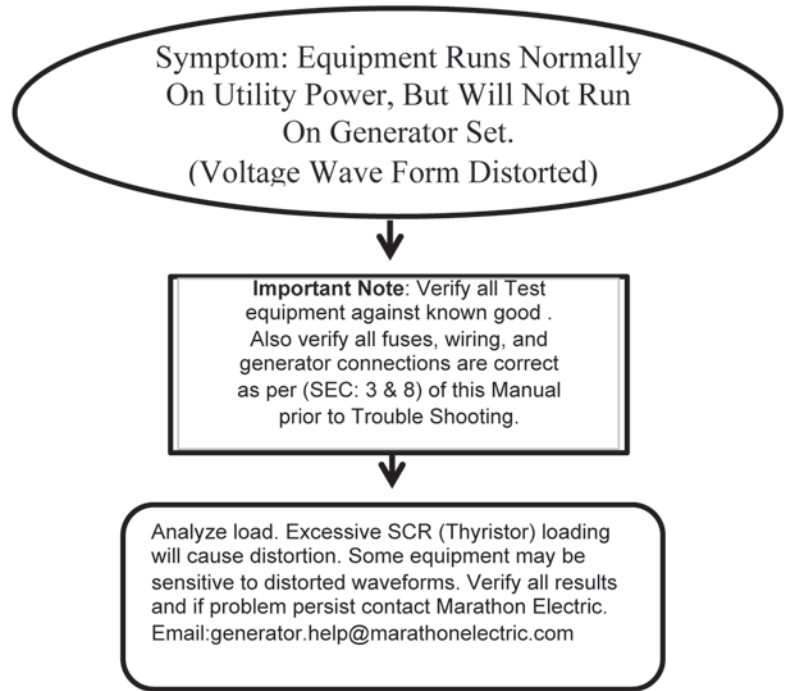 Symptom: Equipment Runs Normally
On Utility Power, But Will Not Run
On Generator Set.
(Voltage Wave Form Distorted)
Important Note: Verify all Test
equipment against known good .
Also verify all fuses, wiring, and
generator connections are correct
as per (SEC: 3 & 8) of this Manual
prior to Trouble Shooting.
Analyze load. Excessive SCR (Thyristor) loading
will cause distortion. Some equipment may be
sensitive to distorted waveforms. Verify all results
and if problem persist contact Marathon Electric.
Email:generator.help@marathonelectric.com